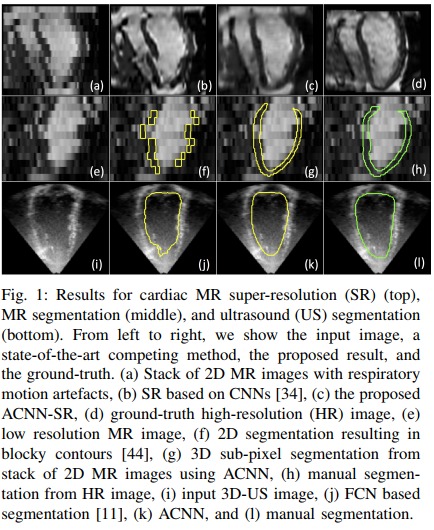 (a) (b) (c) (d)
(e) (f) (g) (h)
(i) (j) (k) (l)
Fig. 1: Results for cardiac MR super-resolution (SR) (top),
MR segmentation (middle), and ultrasound (US) segmentation
(bottom). From left to right, we show the input image, a
state-of-the-art competing method, the proposed result, and
the ground-truth. (a) Stack of 2D MR images with respiratory
motion artefacts, (b) SR based on CNNs [34], (c) the proposed
ACNN-SR, (d) ground-truth high-resolution (HR) image, (e)
low resolution MR image, (f) 2D segmentation resulting in
blocky contours [44], (g) 3D sub-pixel segmentation from
stack of 2D MR images using ACNN, (h) manual segmen-
tation from HR image, (i) input 3D-US image, (j) FCN based
segmentation [11], (k) ACNN, and (l) manual segmentation.